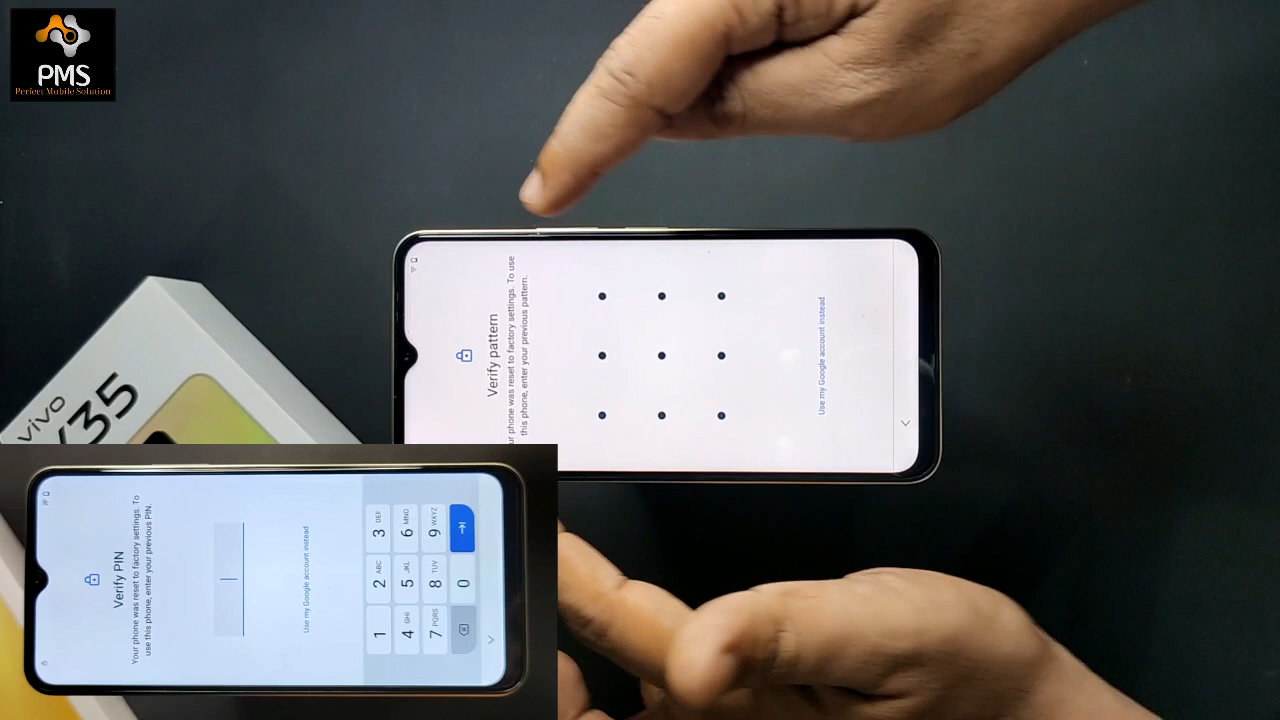 PMS
Perfect Mobile Solution
Verify pattern
ur phone was reset to factory settings. To use
this phone, enter your previous pattern.
Use my Google account instead
vivo
Y35
Verify PIN
Your phone was reset to factory settings. To
use this phone, enter your previous PIN.
Use my Google account instead
1
2 ABC
3 DEF
4 GHI
5 JKL
6 MNO
7 PQRS
8 TUV
9 WXYZ
0